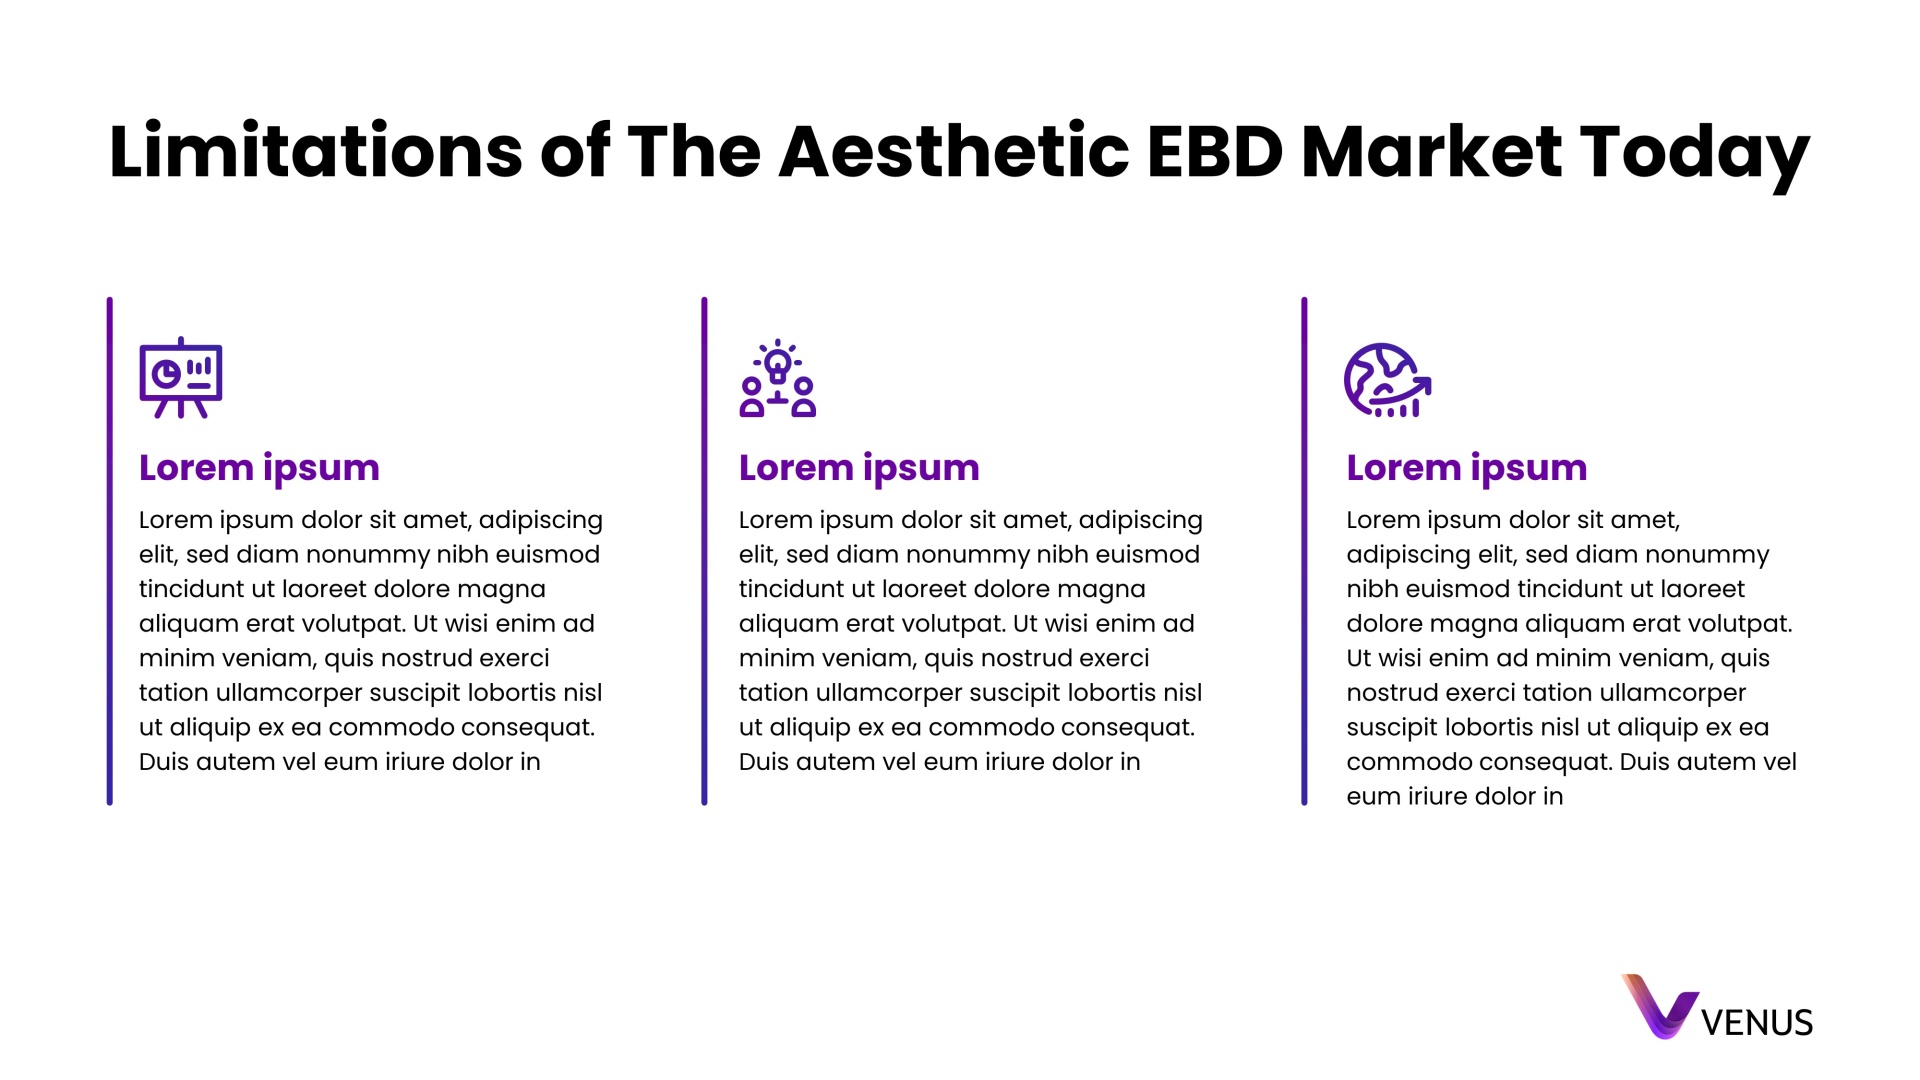 Limitations of The Aesthetic EBD Market Today
Lorem ipsum
Lorem ipsum dolor sit amet, adipiscing
elit, sed diam nonummy nibh euismod
tincidunt ut laoreet dolore magna
aliquam erat volutpat. Ut wisi enim ad
minim veniam, quis nostrud exerci
tation ullamcorper suscipit lobortis nisl
ut aliquip ex ea commodo consequat.
Duis autem vel eum iriure dolor in
Lorem ipsum
Lorem ipsum dolor sit amet, adipiscing
elit, sed diam nonummy nibh euismod
tincidunt ut laoreet dolore magna
aliquam erat volutpat. Ut wisi enim ad
minim veniam, quis nostrud exerci
tation ullamcorper suscipit lobortis nisl
ut aliquip ex ea commodo consequat.
Duis autem vel eum iriure dolor in
Lorem ipsum
Lorem ipsum dolor sit amet,
adipiscing elit, sed diam nonummy
nibh euismod tincidunt ut laoreet
dolore magna aliquam erat volutpat.
Ut wisi enim ad minim veniam, quis
nostrud exerci tation ullamcorper
suscipit lobortis nisl ut aliquip ex ea
commodo consequat. Duis autem vel
eum iriure dolor in
VENUS